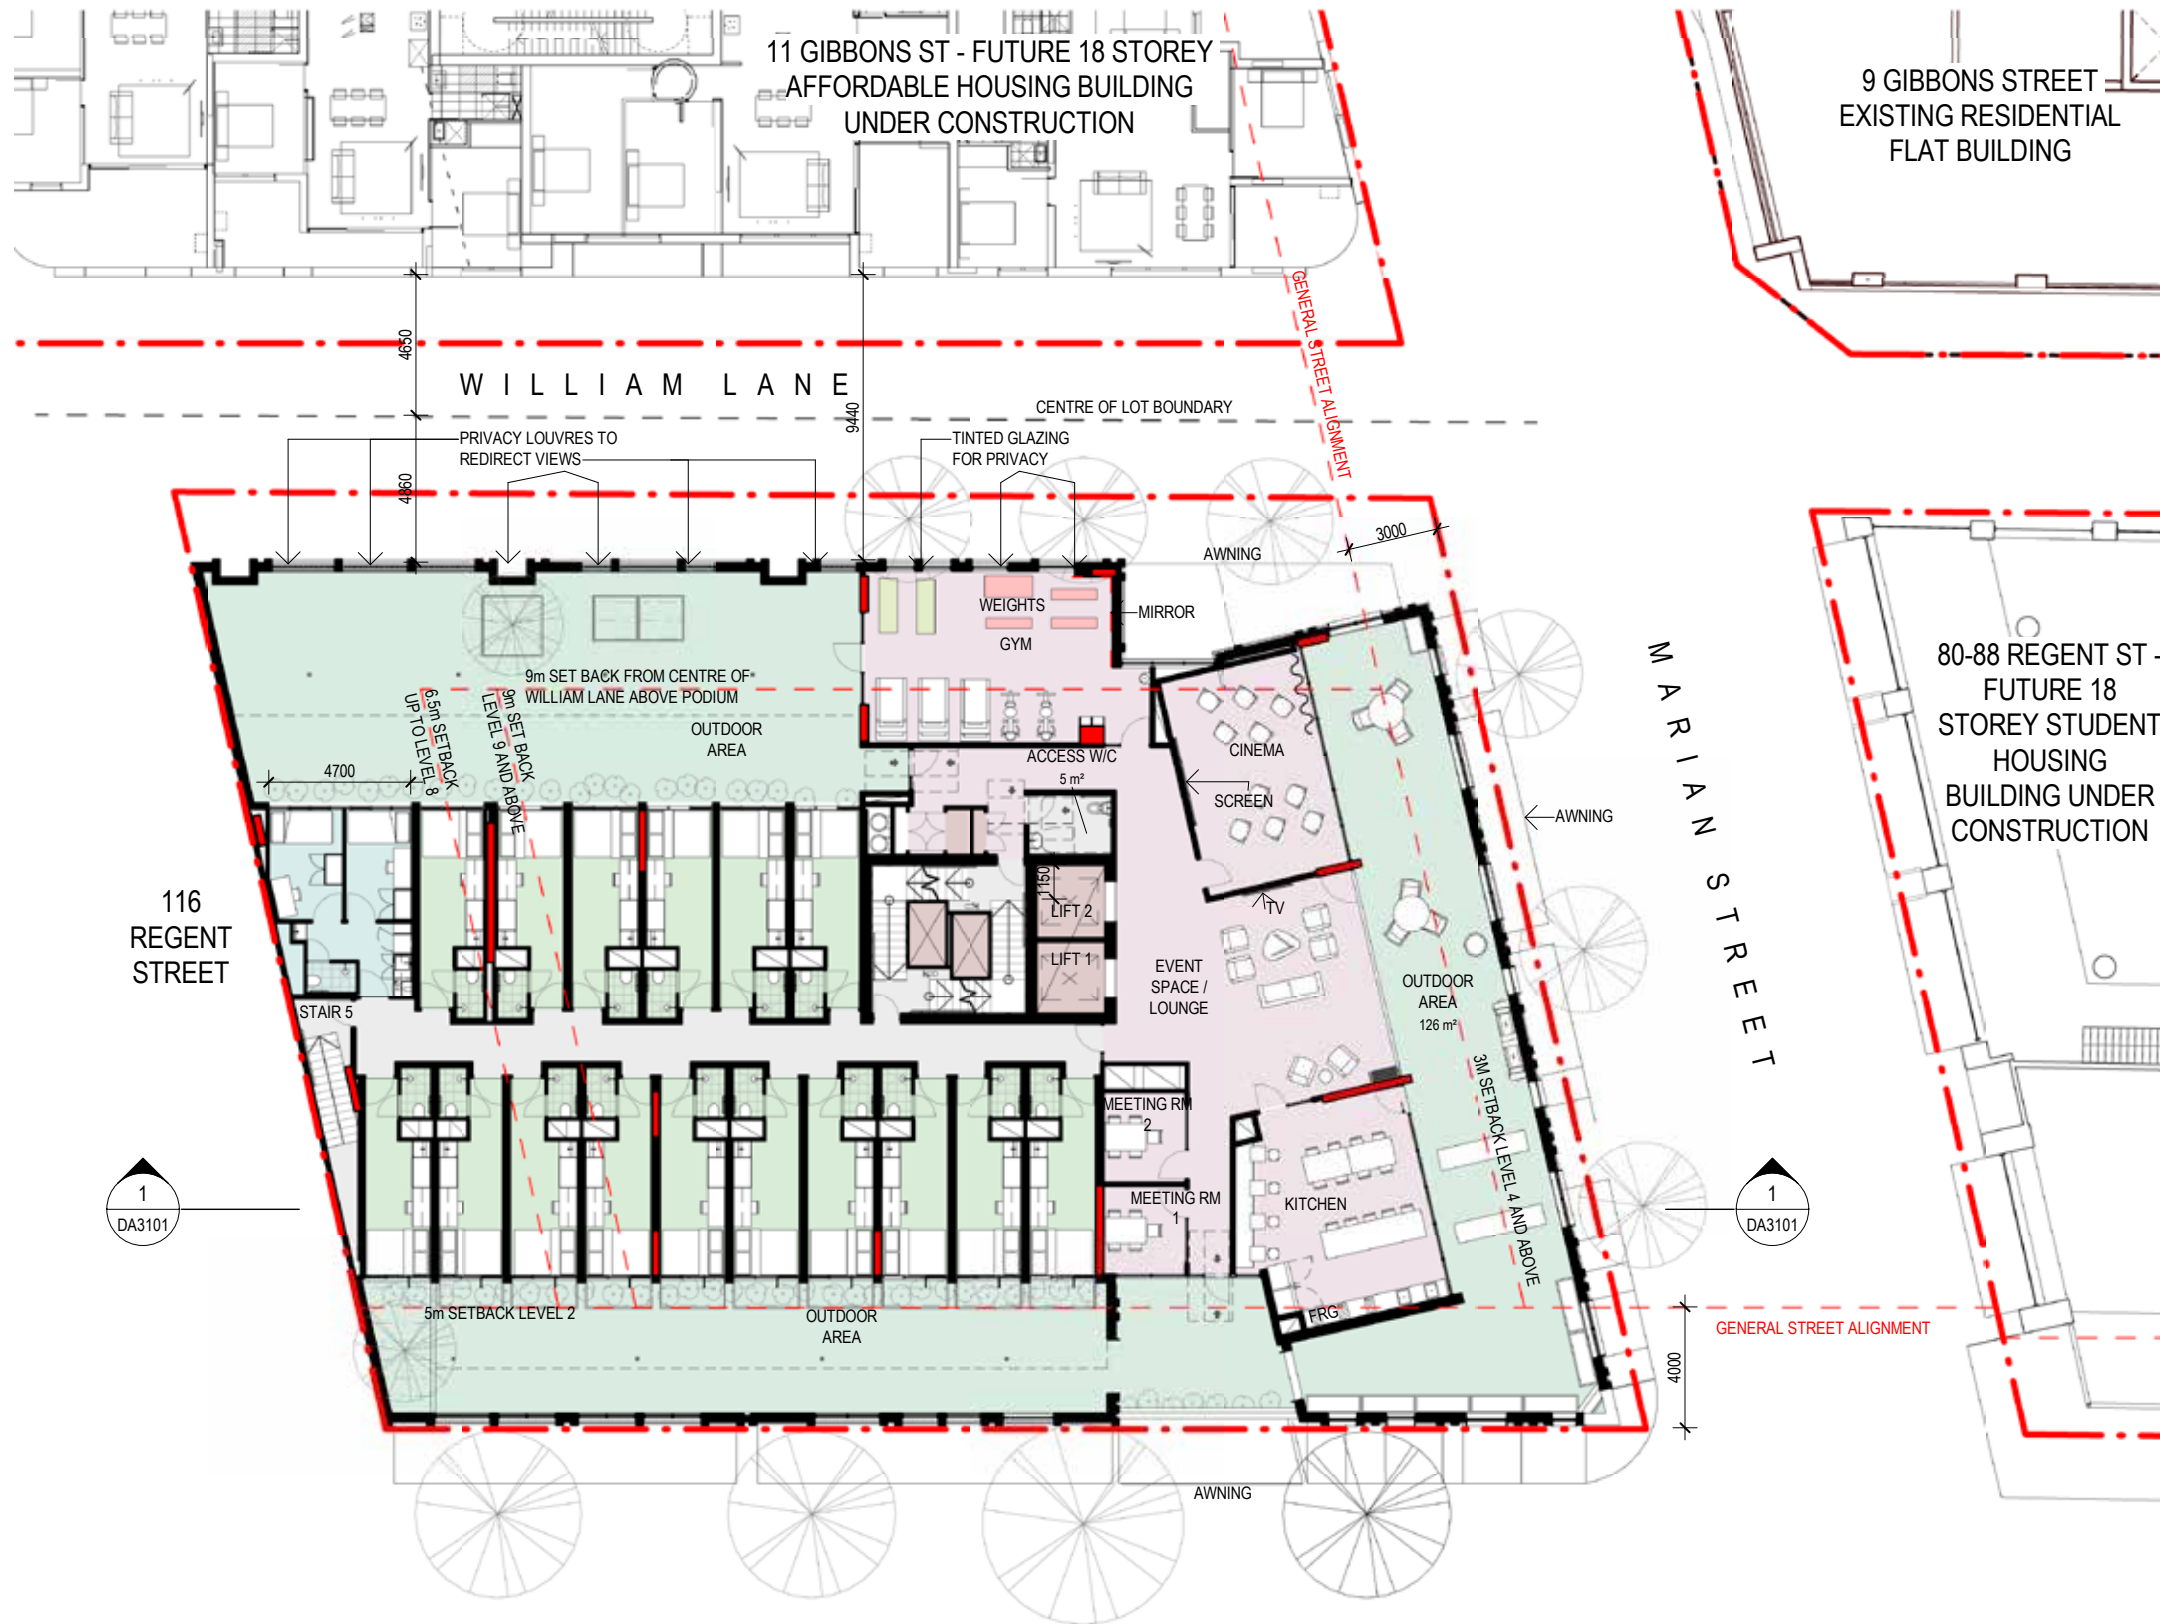 11 GIBBONS ST - FUTURE 18 STOREY
AFFORDABLE HOUSING BUILDING
UNDER CONSTRUCTION
9 GIBBONS STREET
EXISTING RESIDENTIAL
FLAT BUILDING
GENERAL STREET ALIGNMENT
4650
WILLIAM LANE
9440
CENTRE OF LOT BOUNDARY
PRIVACY LOUVRES TO
REDIRECT VIEWS
TINTED GLAZING
FOR PRIVACY
4860
3000
AWNING
WEIGHTS
MIRROR
GYM
MARIAN STREET
80-88 REGENT ST -
FUTURE 18
STOREY STUDENT
HOUSING
BUILDING UNDER
CONSTRUCTION
9m SET BACK FROM CENTRE OF
WILLIAM LANE ABOVE PODIUM
6.5m SETBACK
UP TO LEVEL 8
9m SET BACK
LEVEL 9 AND ABOVE
OUTDOOR
AREA
4700
ACCESS W/C
5 m²
CINEMA
SCREEN
AWNING
116
REGENT
STREET
1150
LIFT 2
LIFT 1
TV
EVENT
SPACE /
LOUNGE
OUTDOOR
AREA
126 m²
STAIR 5
3M SETBACK LEVEL 4 AND ABOVE
MEETING RM
2
MEETING RM
1
KITCHEN
1
DA3101
1
DA3101
5m SETBACK LEVEL 2
OUTDOOR
AREA
FRG
GENERAL STREET ALIGNMENT
4000
AWNING